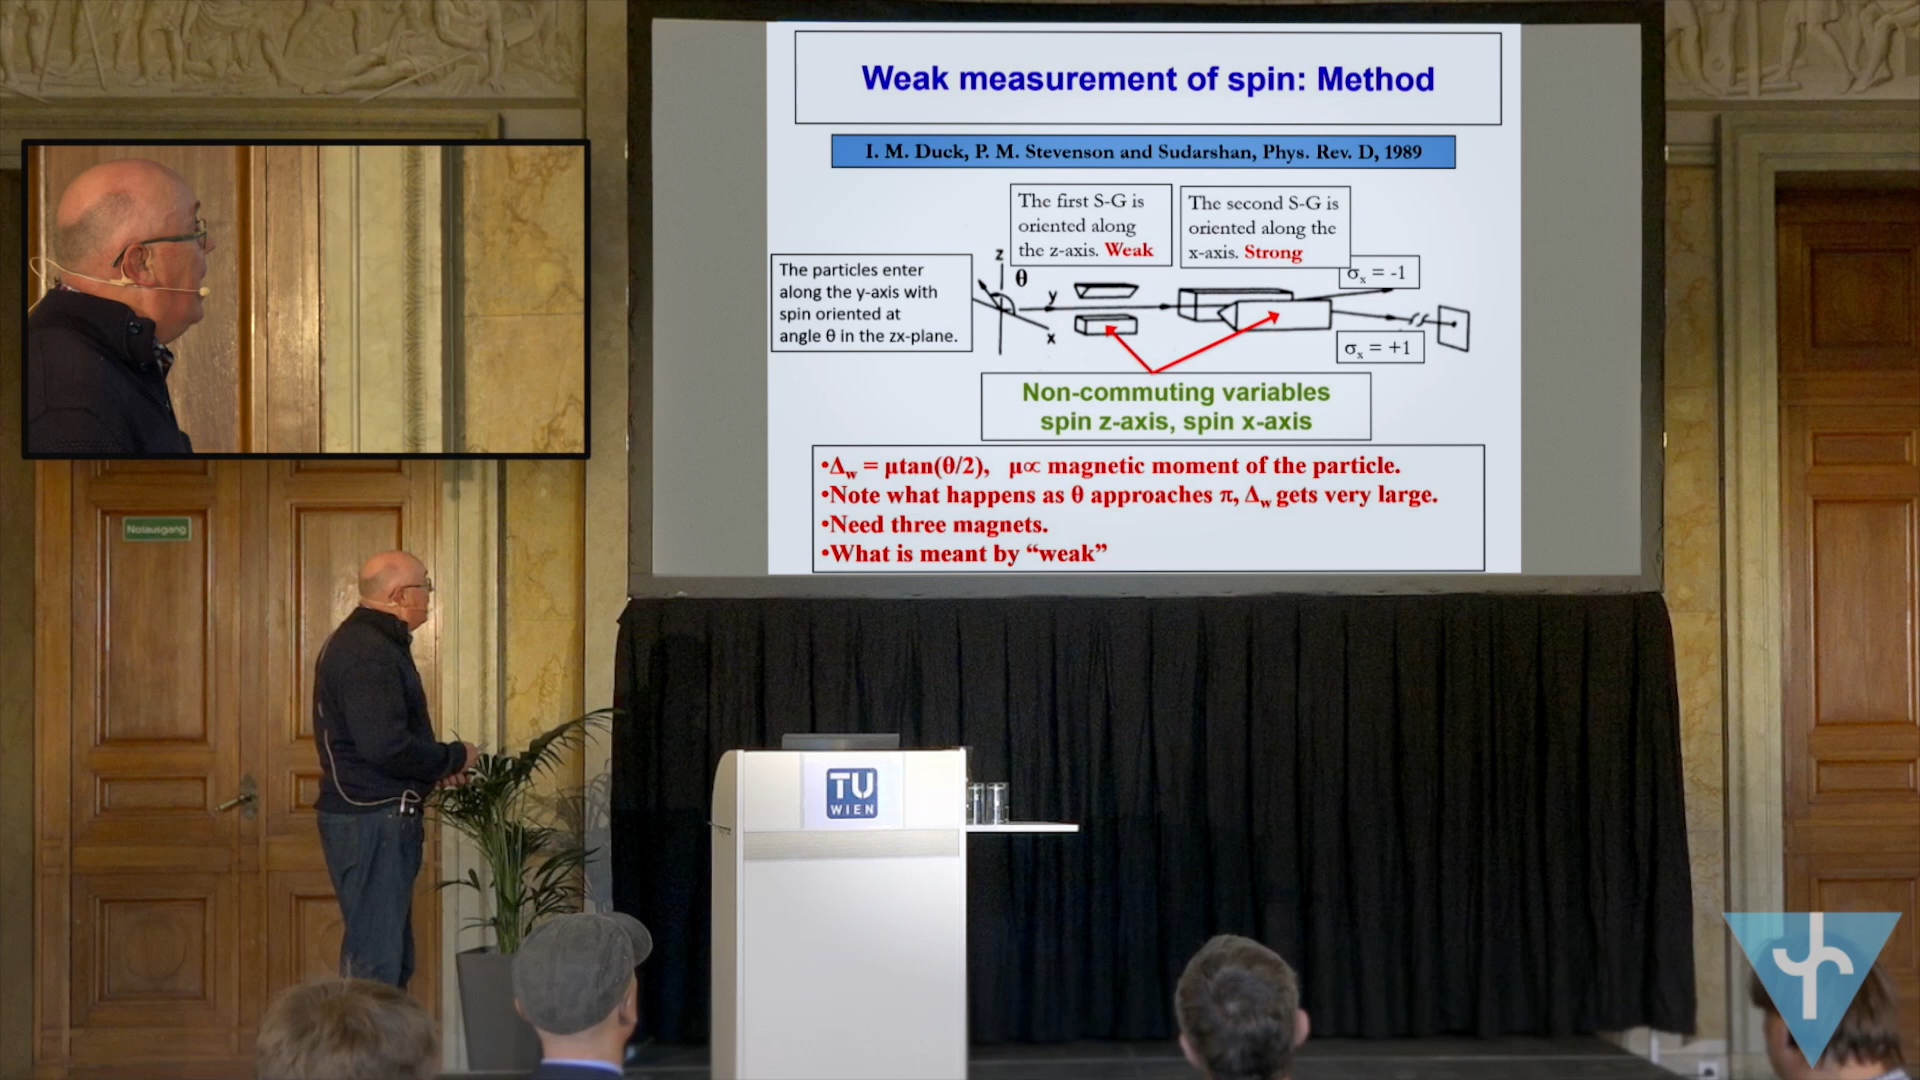 Weak measurement of spin: Method
I. M. Duck, P. M. Stevenson and Sudarshan, Phys. Rev. D, 1989
The first S-G is
oriented along
the z-axis. Weak
The second S-G is
oriented along the
x-axis. Strong
The particles enter
along the y-axis with
spin oriented at
angle θ in the zx-plane.
z
θ
y
x
σx = -1
σx = +1
Non-commuting variables
spin z-axis, spin x-axis
•Δw = μtan(θ/2), μ∝ magnetic moment of the particle.
•Note what happens as θ approaches π, Δw gets very large.
•Need three magnets.
•What is meant by “weak”
Notausgang
TU
WIEN